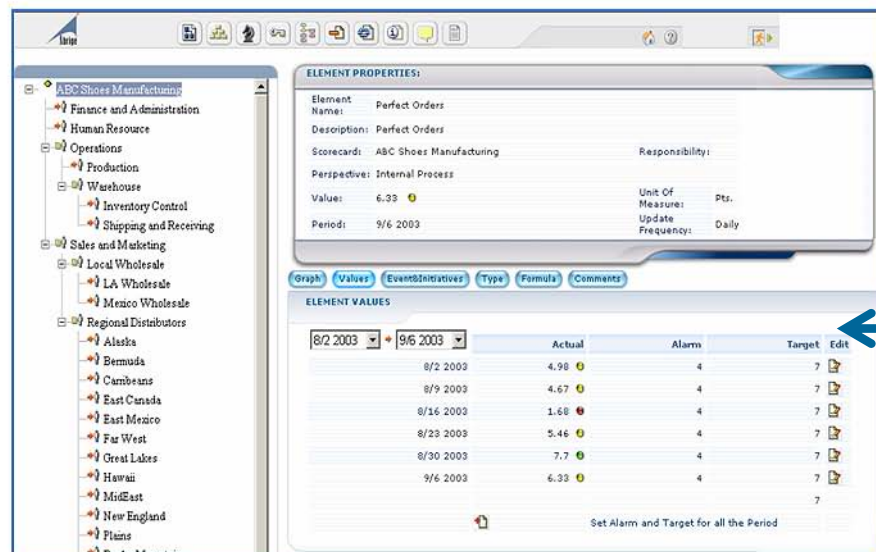 ABC Shoes Manufacturing
Finance and Administration
Human Resource
Operations
Production
Warehouse
Inventory Control
Shipping and Receiving
Sales and Marketing
Local Wholesale
LA Wholesale
Mexico Wholesale
Regional Distributors
Alaska
Bermuda
Carribeans
East Canada
East Mexico
Far West
Great Lakes
Hawaii
MidEast
New England
Plains
ELEMENT PROPERTIES:
Element Name: Perfect Orders
Description: Perfect Orders
Scorecard: ABC Shoes Manufacturing Responsibility:
Perspective: Internal Process
Value: 6.33 Unit Of Measure: Pts.
Period: 9/6 2003 Update Frequency: Daily
Graph Values Event&Initiatives Type Formula Comments
ELEMENT VALUES
8/2 2003 9/6 2003 Actual Alarm Target Edit
8/2 2003 4.98 4 7
8/9 2003 4.67 4 7
8/16 2003 1.68 4 7
8/23 2003 5.46 4 7
8/30 2003 7.7 4 7
9/6 2003 6.33 4 7
7
Set Alarm and Target for all the Period